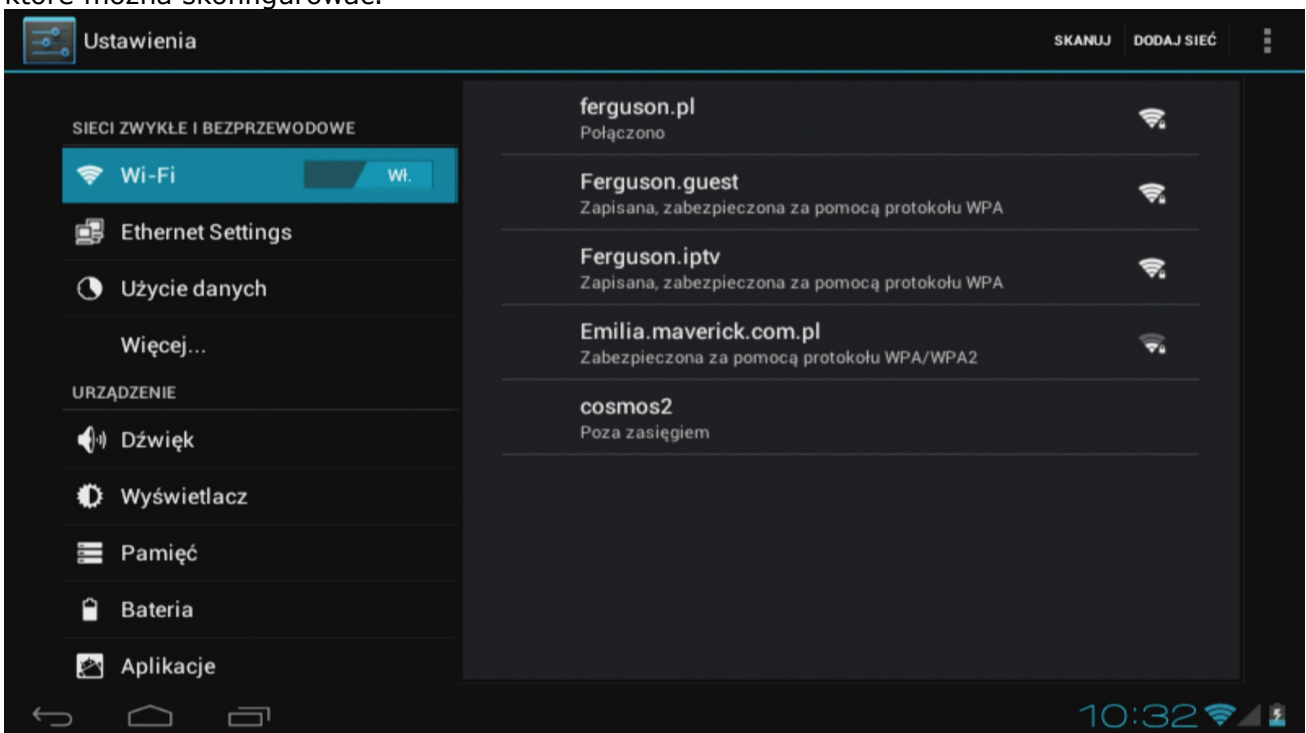 które można skonfigurować.
Ustawienia
SKANUJ
DODAJ SIEĆ
SIECI ZWYKŁE I BEZPRZEWODOWE
Wi-Fi
Wł.
Ethernet Settings
Użycie danych
Więcej...
URZĄDZENIE
Dźwięk
Wyświetlacz
Pamięć
Bateria
Aplikacje
ferguson.pl
Połączono
Ferguson.guest
Zapisana, zabezpieczona za pomocą protokołu WPA
Ferguson.iptv
Zapisana, zabezpieczona za pomocą protokołu WPA
Emilia.maverick.com.pl
Zabezpieczona za pomocą protokołu WPA/WPA2
cosmos2
Poza zasięgiem
10:32